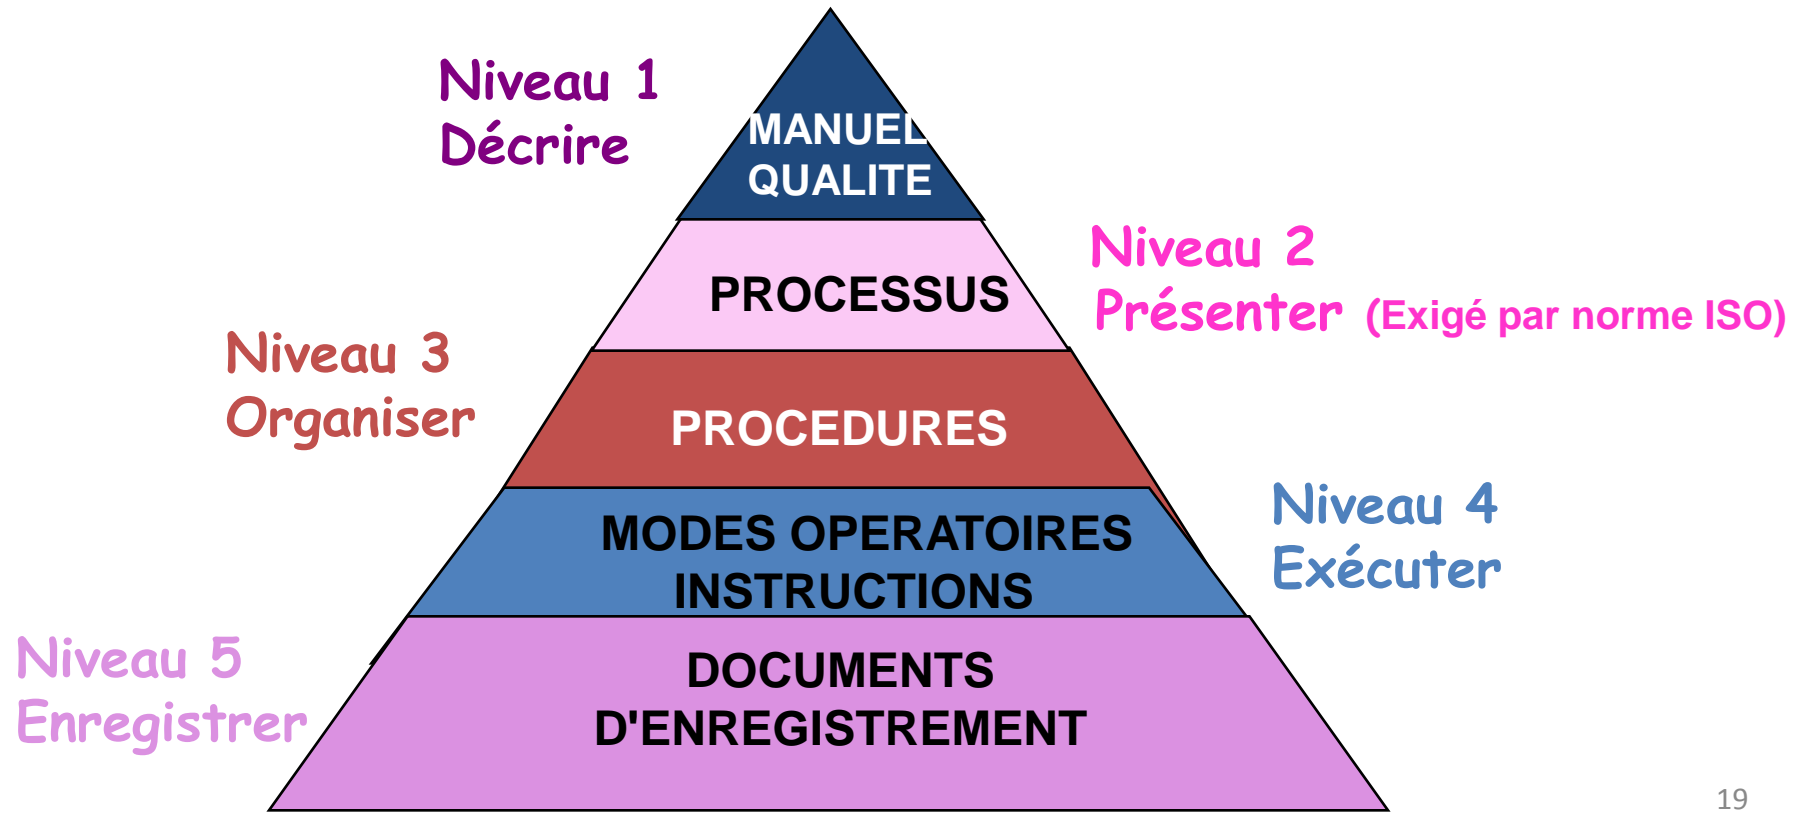 Niveau 1
Décrire
MANUEL
QUALITE
Niveau 2
Présenter (Exigé par norme ISO)
PROCESSUS
Niveau 3
Organiser
PROCEDURES
Niveau 4
Exécuter
MODES OPERATOIRES
INSTRUCTIONS
Niveau 5
Enregistrer
DOCUMENTS
D'ENREGISTREMENT
19